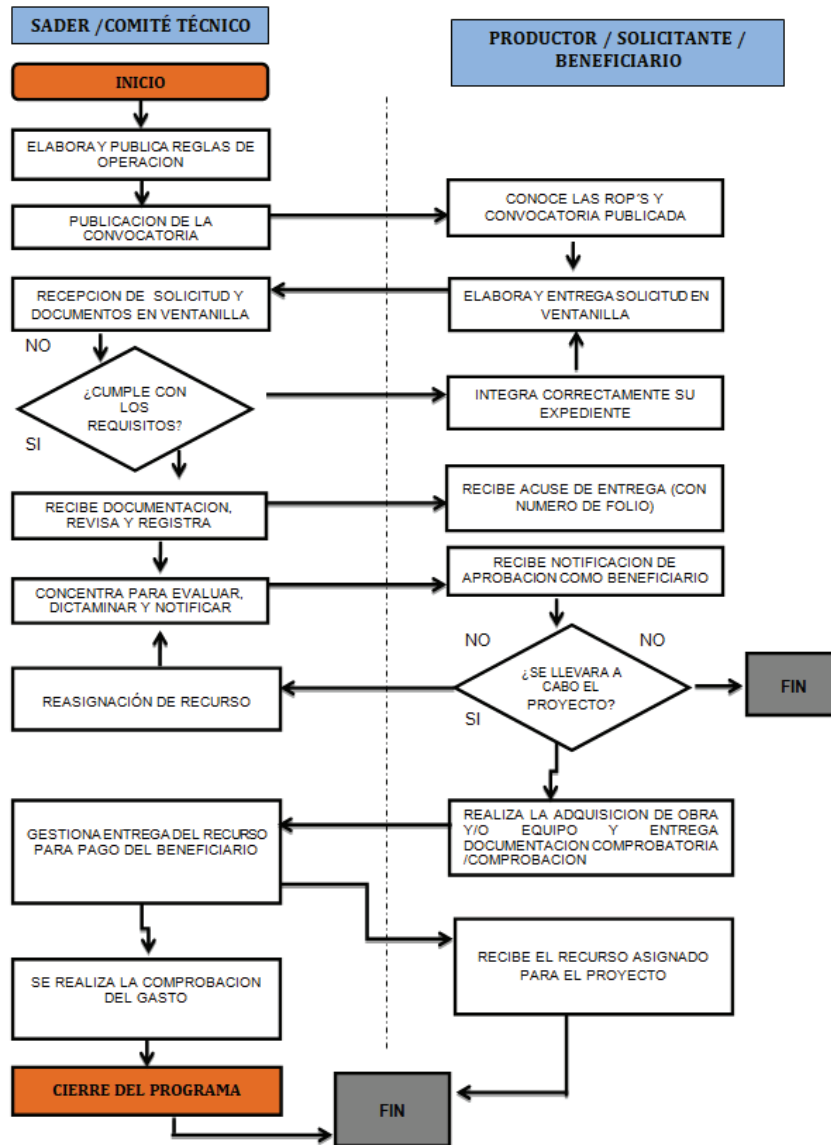 SADER /COMITÉ TÉCNICO
PRODUCTOR / SOLICITANTE /
BENEFICIARIO
INICIO
ELABORA Y PUBLICA REGLAS DE
OPERACION
PUBLICACION DE LA
CONVOCATORIA
CONOCE LAS ROP´S Y
CONVOCATORIA PUBLICADA
RECEPCION DE SOLICITUD Y
DOCUMENTOS EN VENTANILLA
ELABORA Y ENTREGA SOLICITUD EN
VENTANILLA
NO
¿CUMPLE CON
LOS
REQUISITOS?
SI
INTEGRA CORRECTAMENTE SU
EXPEDIENTE
RECIBE DOCUMENTACION,
REVISA Y REGISTRA
RECIBE ACUSE DE ENTREGA (CON
NUMERO DE FOLIO)
CONCENTRA PARA EVALUAR,
DICTAMINAR Y NOTIFICAR
RECIBE NOTIFICACION DE
APROBACION COMO BENEFICIARIO
NO
NO
¿SE LLEVARA A
CABO EL
PROYECTO?
SI
FIN
REASIGNACIÓN DE RECURSO
GESTIONA ENTREGA DEL RECURSO
PARA PAGO DEL BENEFICIARIO
REALIZA LA ADQUISICION DE OBRA
Y/O EQUIPO Y ENTREGA
DOCUMENTACION COMPROBATORIA
/COMPROBACION
RECIBE EL RECURSO ASIGNADO
PARA EL PROYECTO
SE REALIZA LA COMPROBACION
DEL GASTO
CIERRE DEL PROGRAMA
FIN